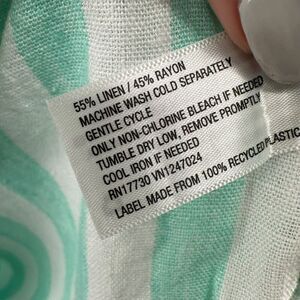 55% LINEN / 45% RAYON
MACHINE WASH COLD SEPARATELY
GENTLE CYCLE
ONLY NON-CHLORINE BLEACH IF NEEDED
TUMBLE DRY LOW, REMOVE PROMPTLY
COOL IRON IF NEEDED
RN17730 VN1247024
LABEL MADE FROM 100% RECYCLED PLASTIC